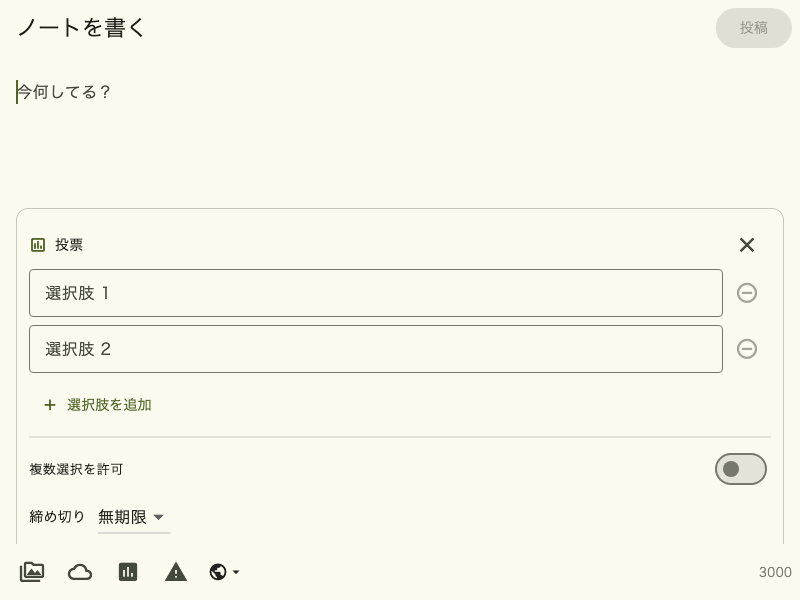 ノートを書く
投稿
今何してる？
投票
選択肢 1
選択肢 2
選択肢を追加
複数選択を許可
締め切り 無期限
3000